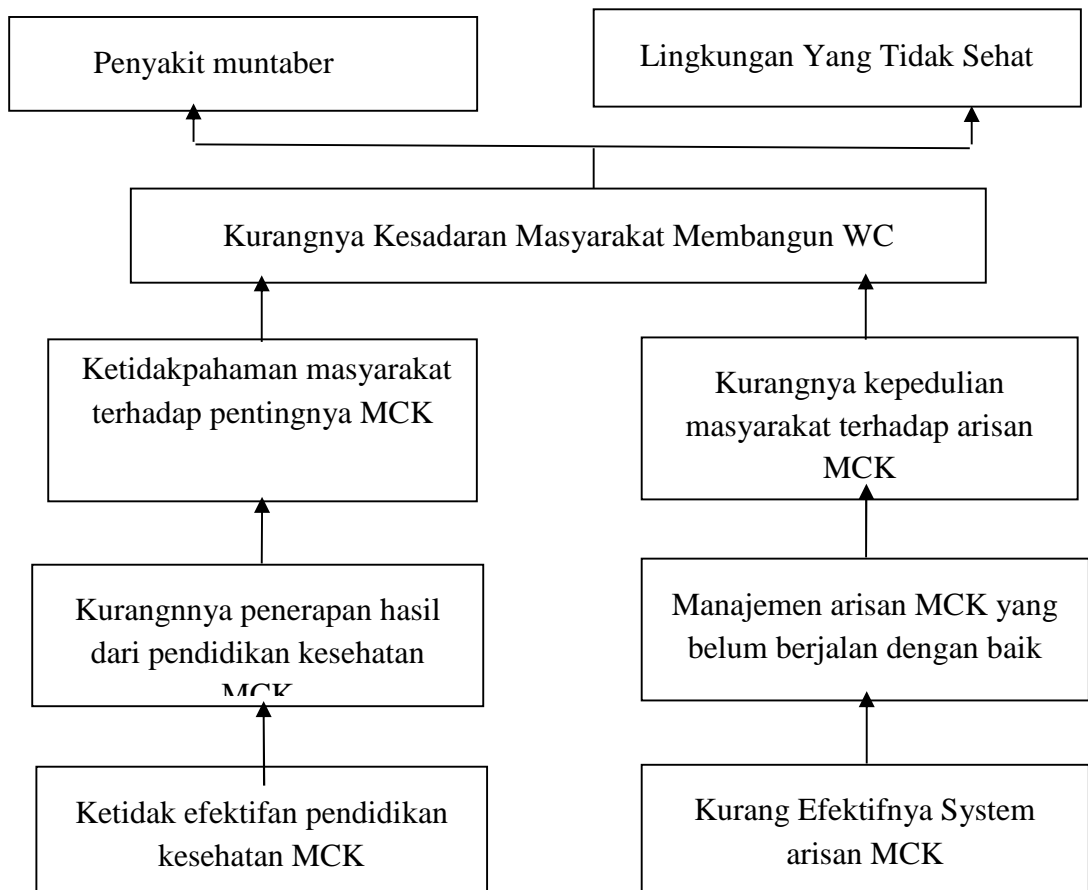 Penyakit muntaber
Lingkungan Yang Tidak Sehat
Kurangnya Kesadaran Masyarakat Membangun WC
Ketidakpahaman masyarakat
terhadap pentingnya MCK
Kurangnya kepedulian
masyarakat terhadap arisan
MCK
Kurangnnya penerapan hasil
dari pendidikan kesehatan
MCK
Manajemen arisan MCK yang
belum berjalan dengan baik
Ketidak efektifan pendidikan
kesehatan MCK
Kurang Efektifnya System
arisan MCK